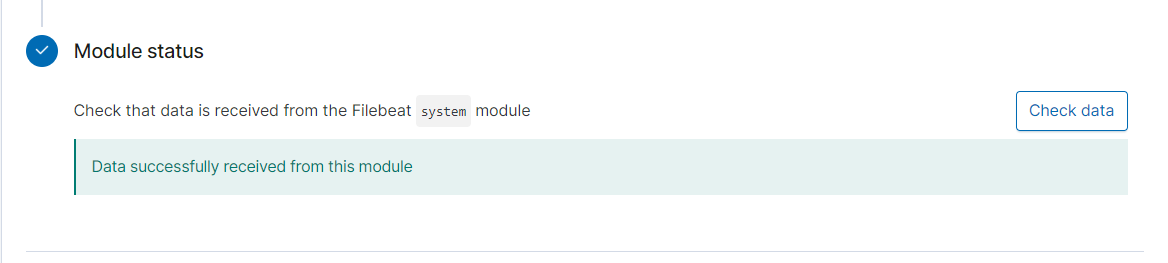 Module status
Check that data is received from the Filebeat system module
Check data
Data successfully received from this module